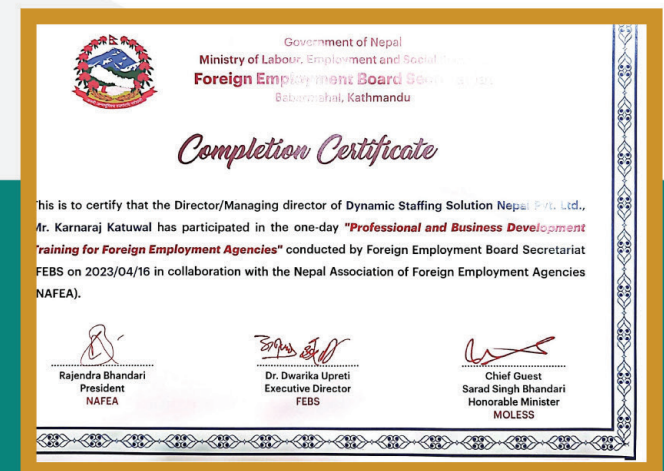 Government of Nepal
Ministry of Labour, Employment and Social
Foreign Employment Board
Babarmahal, Kathmandu
Completion Certificate
This is to certify that the Director/Managing director of Dynamic Staffing Solution Nepal Pvt. Ltd.,
Mr. Karnaraj Katuwal has participated in the one-day "Professional and Business Development
Training for Foreign Employment Agencies" conducted by Foreign Employment Board Secretariat
FEBS on 2023/04/16 in collaboration with the Nepal Association of Foreign Employment Agencies
NAFEA).
Rajendra Bhandari
President
NAFEA
Dr. Dwarika Upreti
Executive Director
FEBS
Chief Guest
Sarad Singh Bhandari
Honorable Minister
MOLESS